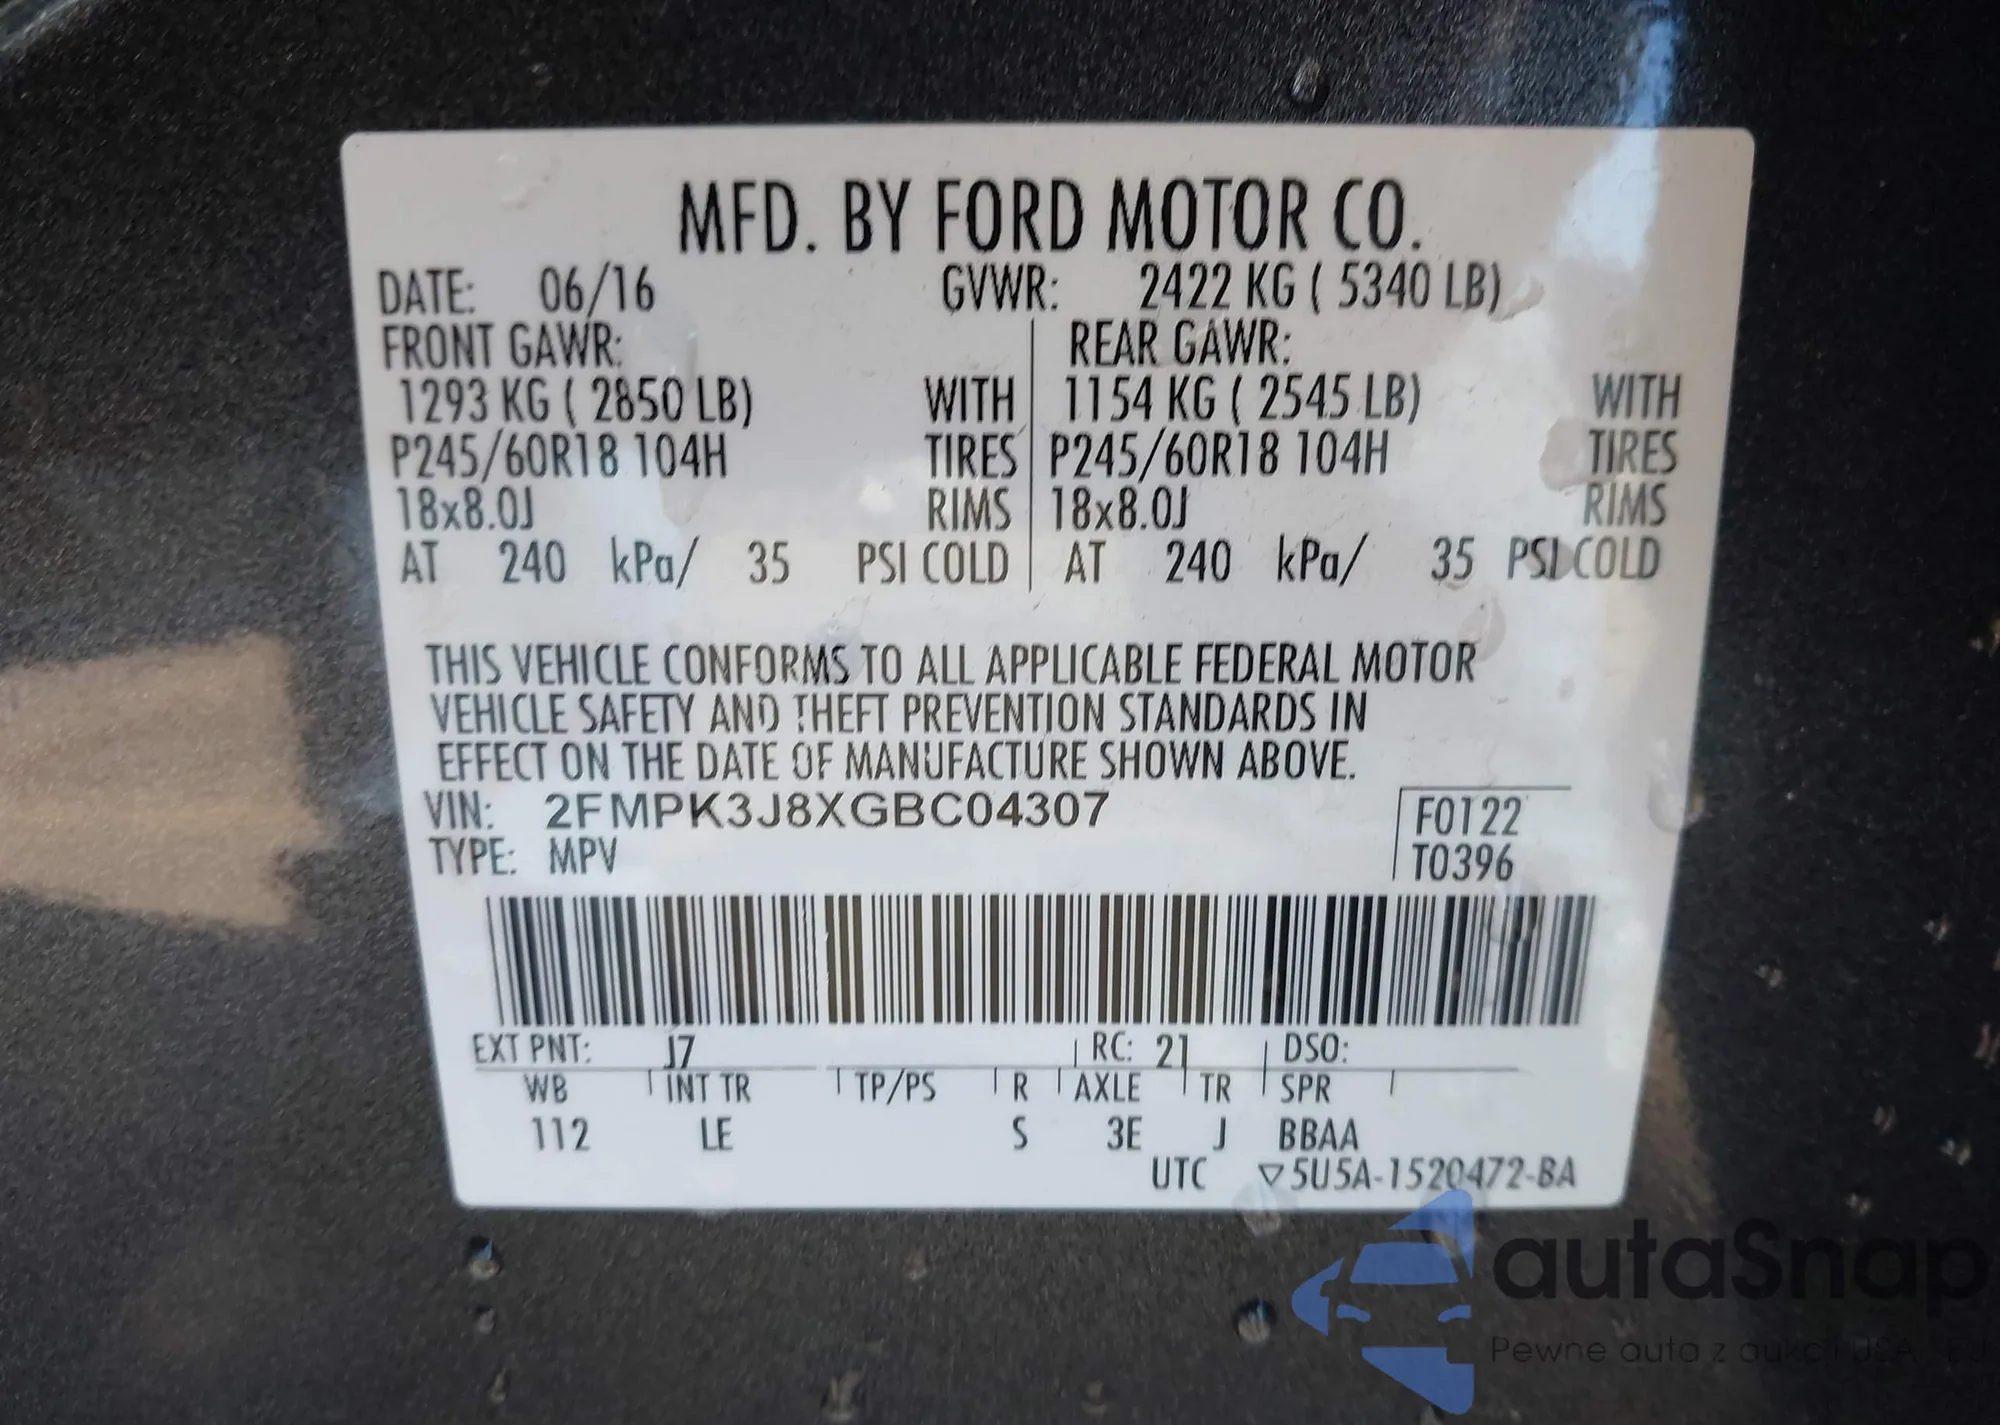 MFD. BY FORD MOTOR CO.
DATE: 06/16 GVWR: 2422 KG ( 5340 LB)
FRONT GAWR: REAR GAWR:
1293 KG ( 2850 LB) WITH 1154 KG ( 2545 LB) WITH
P245/60R18 104H TIRES P245/60R18 104H TIRES
18x8.0J RIMS 18x8.0J RIMS
AT 240 kPa/ 35 PSI COLD AT 240 kPa/ 35 PSI COLD
THIS VEHICLE CONFORMS TO ALL APPLICABLE FEDERAL MOTOR
VEHICLE SAFETY AND THEFT PREVENTION STANDARDS IN
EFFECT ON THE DATE OF MANUFACTURE SHOWN ABOVE.
VIN: 2FMPK3J8XGBC04307 F0122
TYPE: MPV T0396
EXT PNT: J7 RC: 21 DSO:
WB INT TR TP/PS R AXLE TR SPR
112 LE S 3E J BBAA
UTC ▽5U5A-1520472-BA
autaSnap
Pewne auta z aukcji